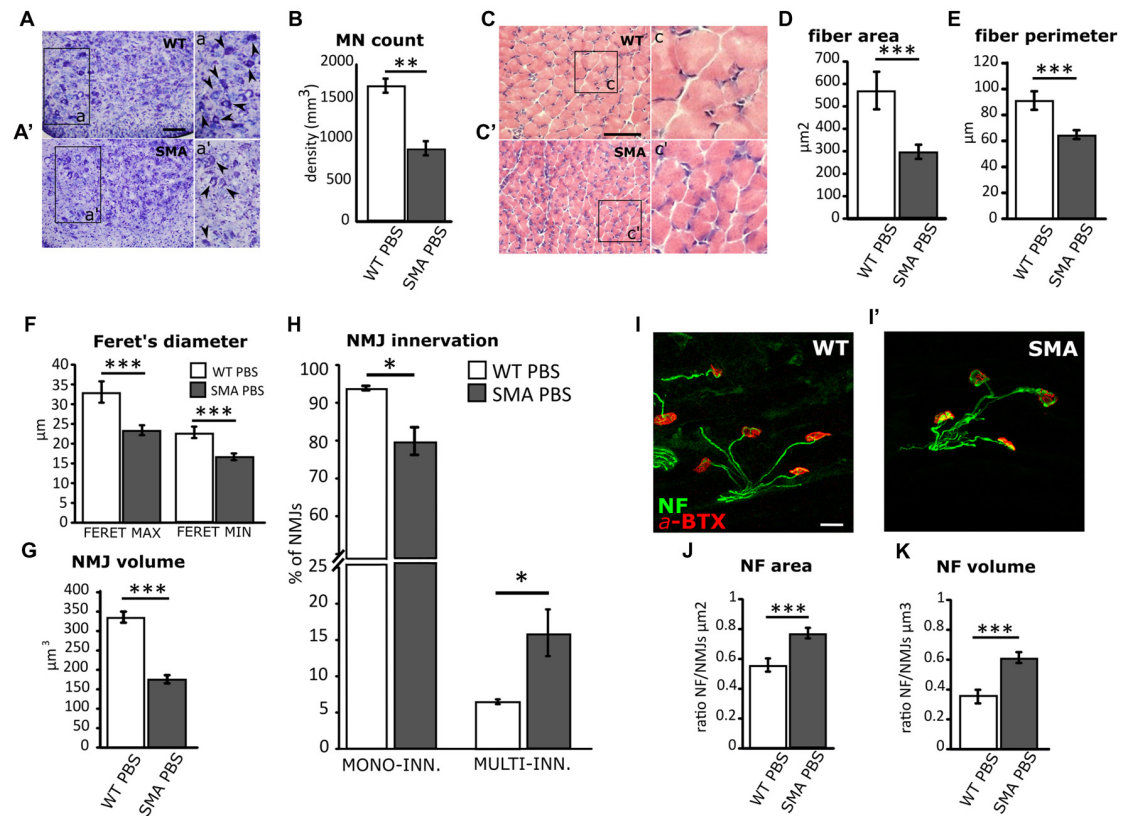 A
WT
a
a
A’
SMA
a'
a'
B
MN count
**
density (mm3)
1500
1000
500
0
WT PBS
SMA PBS
C
WT
c
c
C’
SMA
c'
c'
D
fiber area
***
µm2
700
600
500
400
300
200
100
0
WT PBS
SMA PBS
E
fiber perimeter
***
µm
120
100
80
60
40
20
0
WT PBS
SMA PBS
F
Feret's diameter
***
***
WT PBS
SMA PBS
µm
40
35
30
25
20
15
10
5
0
FERET MAX
FERET MIN
G
NMJ volume
***
µm3
400
350
300
250
200
150
100
50
0
WT PBS
SMA PBS
H
NMJ innervation
*
*
WT PBS
SMA PBS
% of NMJs
100
90
80
70
60
25
20
15
10
5
0
MONO-INN.
MULTI-INN.
I
WT
NF
a-BTX
I’
SMA
J
NF area
***
ratio NF/NMJs µm2
1
0.8
0.6
0.4
0.2
0
WT PBS
SMA PBS
K
NF volume
***
ratio NF/NMJs µm3
1
0.8
0.6
0.4
0.2
0
WT PBS
SMA PBS